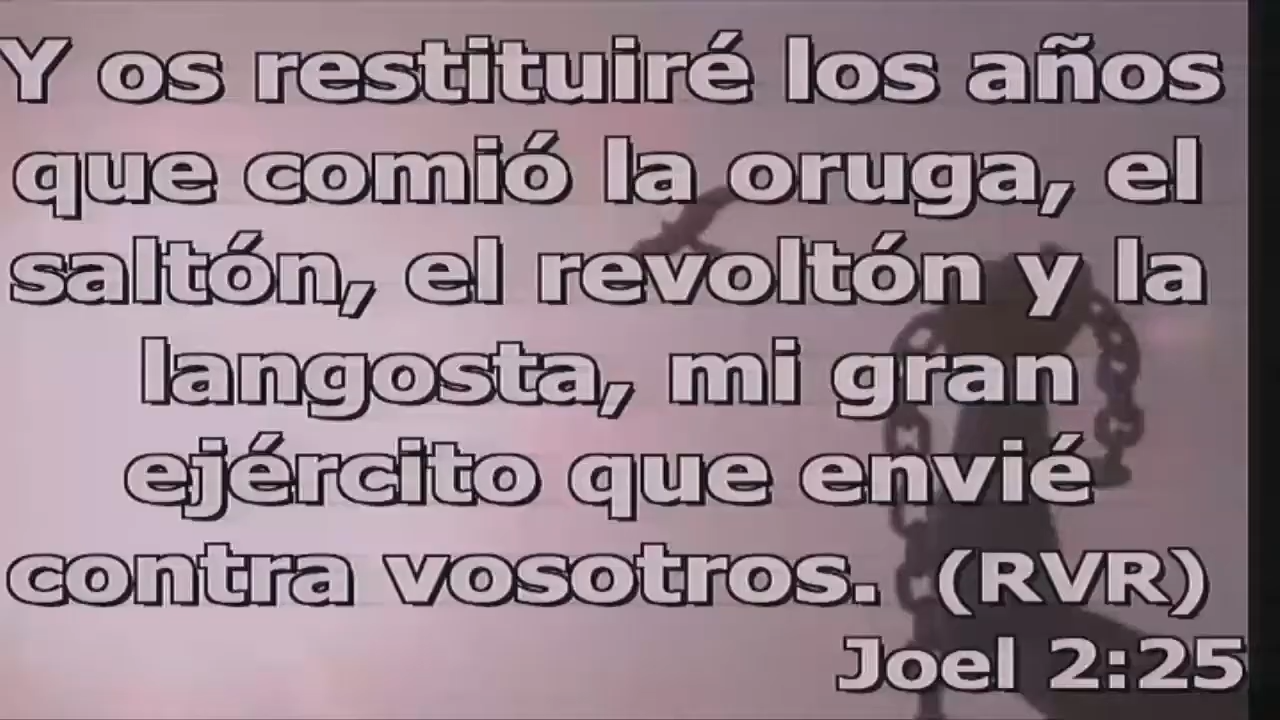 Y os restituiré los años
que comió la oruga, el
saltón, el revoltón y la
langosta, mi gran
ejército que envié
contra vosotros. (RVR)
Joel 2:25